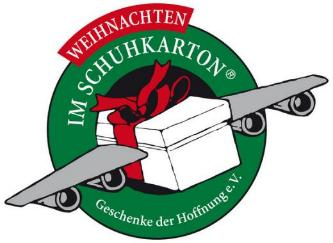 WEIHNACHTEN
IM SCHUHKARTON®
Geschenke der Hoffnung e.V.